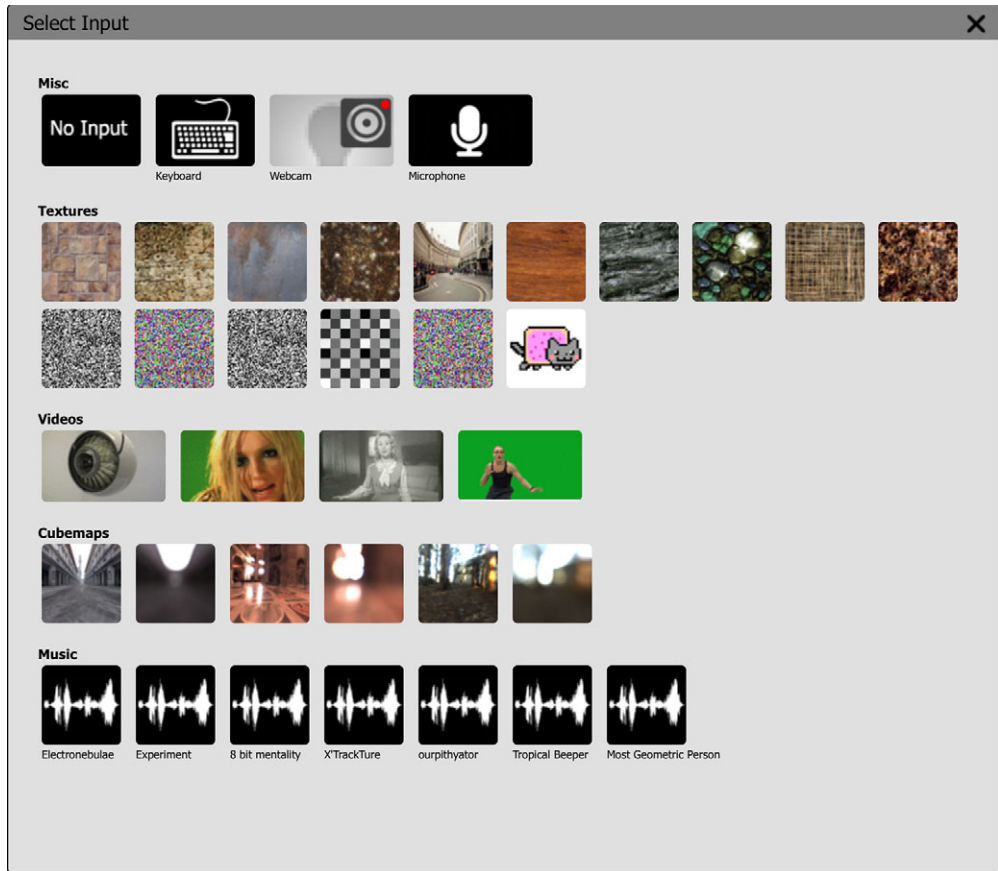 Select Input
Misc
No Input
Keyboard
Webcam
Microphone
Textures
Videos
Cubemaps
Music
Electronebulae
Experiment
8 bit mentality
X'TrackTure
ourpithyator
Tropical Beeper
Most Geometric Person